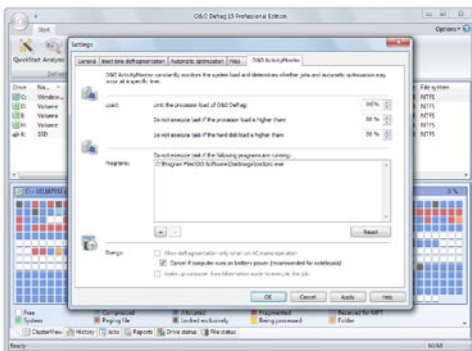 O&O Defrag 15 Professional Edition
Start
Options
QuickStart Analyze
Defrag
Settings
General
Boot time defragmentation
Automatic optimization
Files
O&O ActivityMonitor
O&O ActivityMonitor constantly monitors the system load and determines whether jobs and automatic optimization may
occur at a specific time.
Load:
Limit the processor load of O&O Defrag:
Do not execute task if the processor load is higher than:
Do not execute task if the hard disk load is higher than:
Programs:
Do not execute task if the following programs are running:
Reset
Energy:
Allow defragmentation only when on AC mains operation
Cancel if computer runs on battery power (recommended for notebooks)
Wake up computer from hibernation mode to execute this job
OK
Cancel
Apply
Help
Drive
File system
C:
Window...
NTFS
D:
Volume
NTFS
E:
Volume
NTFS
H:
Volume
NTFS
K:
SSD
NTFS
Free
Compressed
Allocated
Fragmented
Reserved for MFT
System
Paging file
Locked exclusively
Being processed
Folder
ClusterView
History
Jobs
Reports
Drive status
File status
Ready
NUM